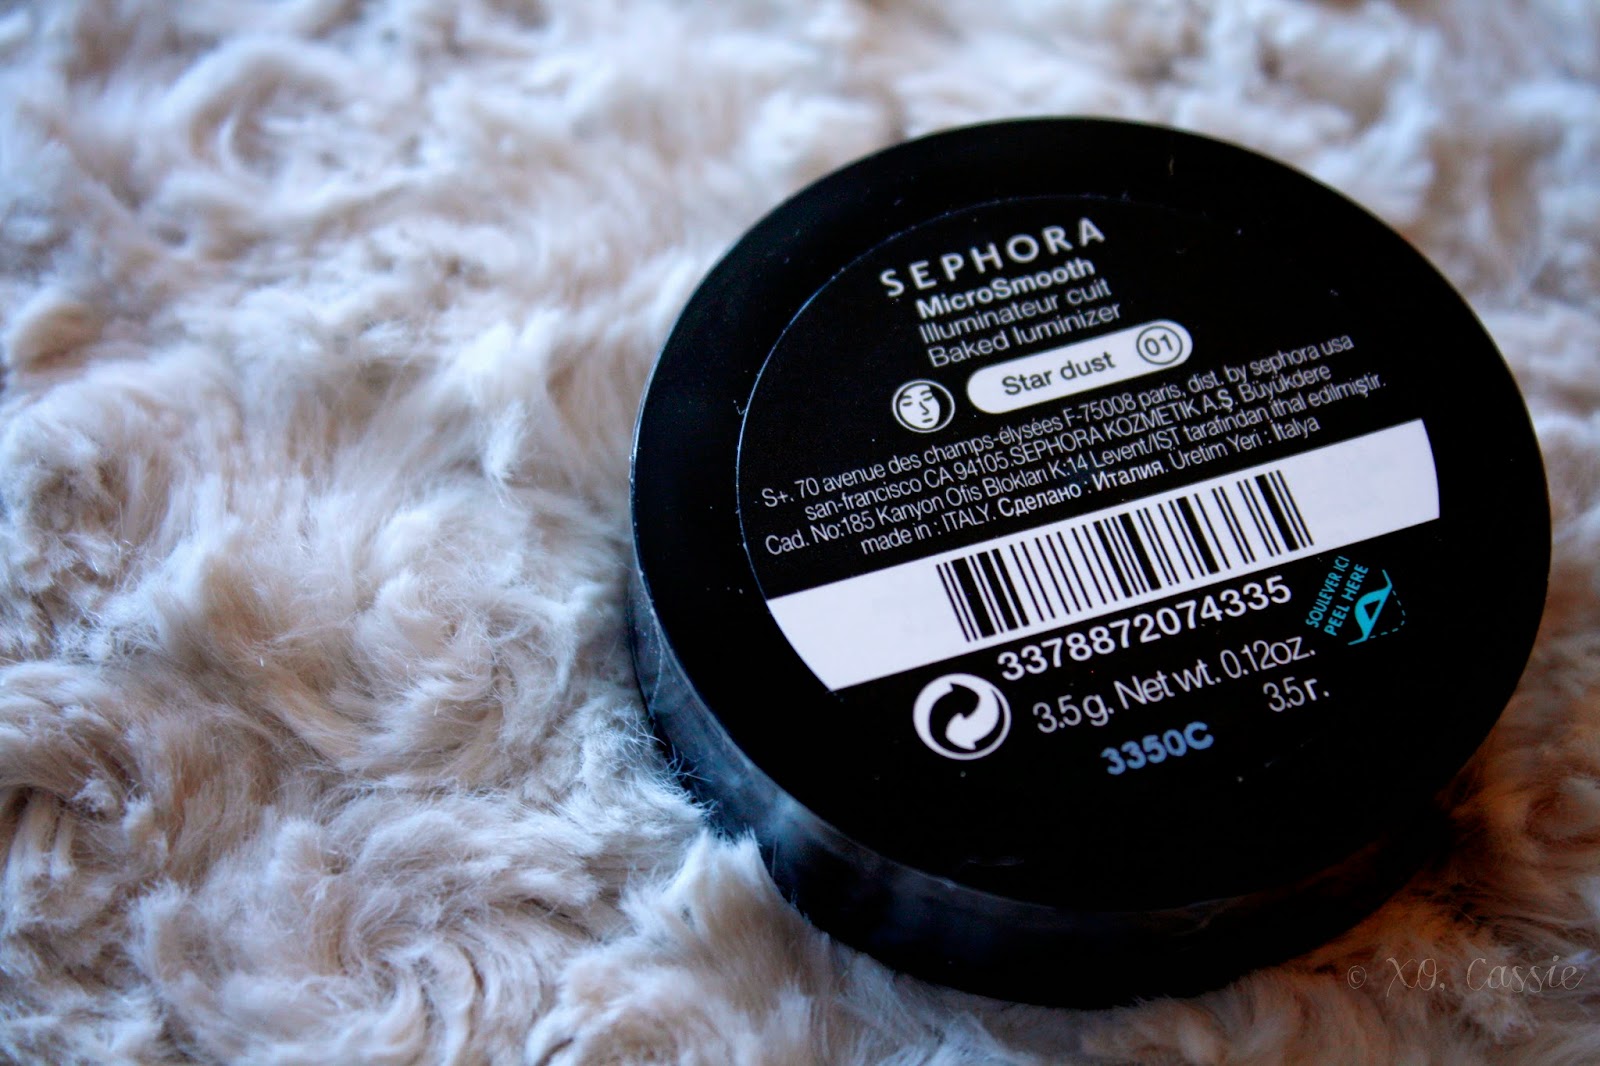 SEPHORA
MicroSmooth
Illuminateur cuit
Baked luminizer
Star dust 01
S+. 70 avenue des champs-élysées F-75008 paris, dist. by sephora usa
san-francisco CA 94105.SEPHORA KOZMETIK A.Ş. Büyükdere
Cad. No:185 Kanyon Ofis Blokları K:14 Levent/IST tarafından ithal edilmiştir.
made in : ITALY. Сделано : Италия. Üretim Yeri : İtalya
3378872074335
SOULEVER ICI
PEEL HERE
3.5 g. Net wt. 0.12oz.
3.5 г.
3350C
© XO, Cassie